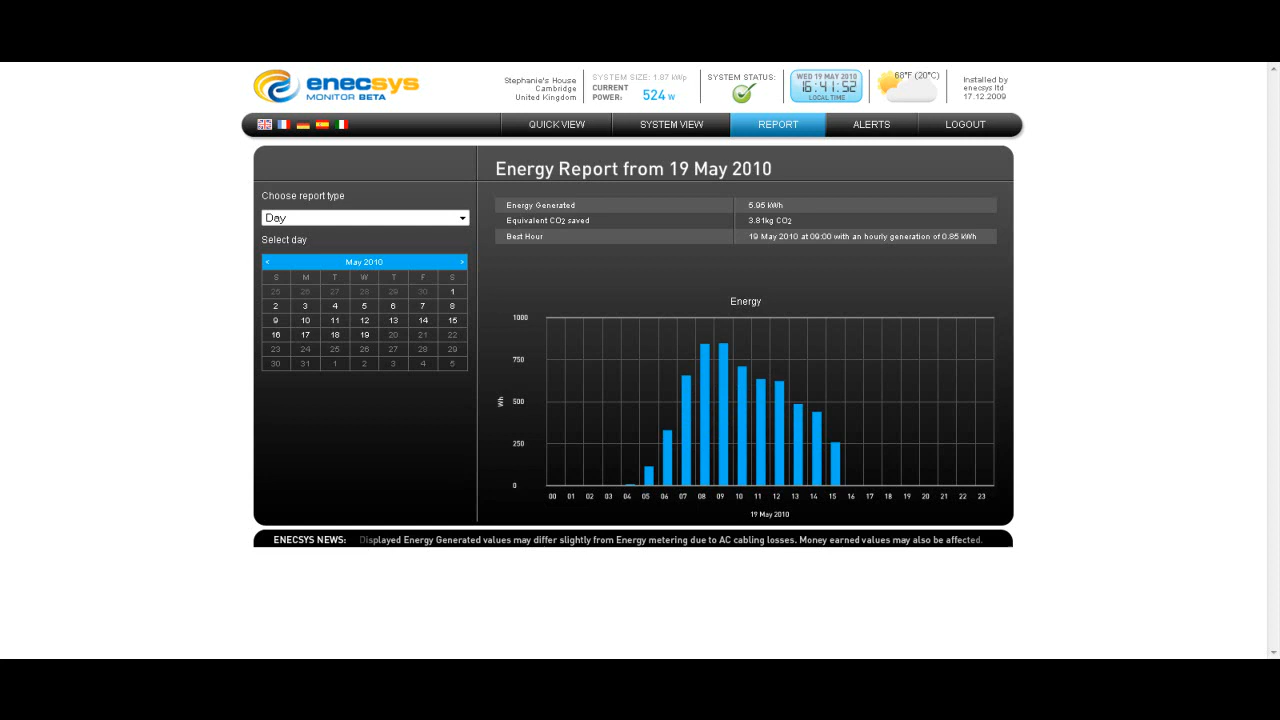 enecsys
MONITOR BETA
Stephanie's House
Cambridge
United Kingdom
SYSTEM SIZE: 1.87 kWp
CURRENT
POWER: 524 W
SYSTEM STATUS:
WED 19 MAY 2010
16:41:52
LOCAL TIME
68°F (20°C)
Installed by
enecsys ltd
17.12.2009
QUICK VIEW SYSTEM VIEW REPORT ALERTS LOGOUT
Energy Report from 19 May 2010
Choose report type
Day
Select day
< May 2010 >
S M T W T F S
25 26 27 28 29 30 1
2 3 4 5 6 7 8
9 10 11 12 13 14 15
16 17 18 19 20 21 22
23 24 25 26 27 28 29
30 31 1 2 3 4 5
Energy Generated 5.95 kWh
Equivalent CO2 saved 3.81kg CO2
Best Hour 19 May 2010 at 09:00 with an hourly generation of 0.85 kWh
Energy
1000
750
Wh
500
250
0
00 01 02 03 04 05 06 07 08 09 10 11 12 13 14 15 16 17 18 19 20 21 22 23
19 May 2010
ENECSYS NEWS: Displayed Energy Generated values may differ slightly from Energy metering due to AC cabling losses. Money earned values may also be affected.